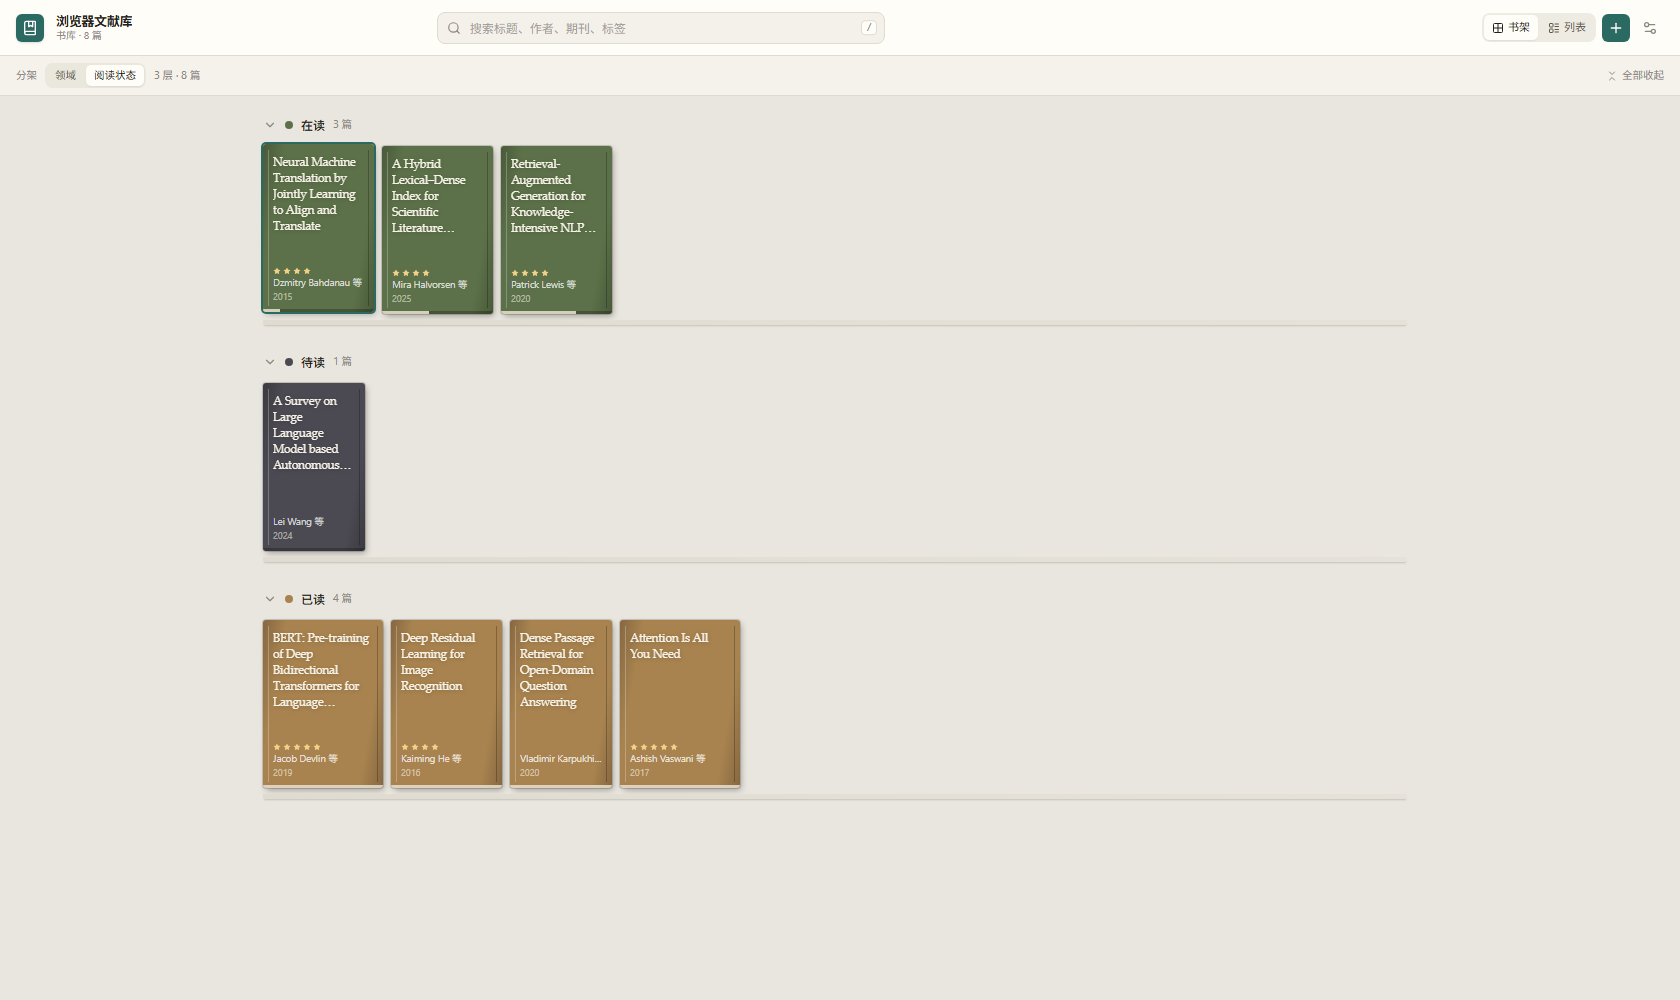 浏览器文献库
书库 · 8 篇
搜索标题、作者、期刊、标签
/
书架
列表
分架
领域
阅读状态
3 层 · 8 篇
全部收起
在读 3 篇
Neural Machine
Translation by
Jointly Learning
to Align and
Translate
★★★★
Dzmitry Bahdanau 等
2015
A Hybrid
Lexical–Dense
Index for
Scientific
Literature…
★★★★
Mira Halvorsen 等
2025
Retrieval-
Augmented
Generation for
Knowledge-
Intensive NLP…
★★★★
Patrick Lewis 等
2020
待读 1 篇
A Survey on
Large
Language
Model based
Autonomous…
Lei Wang 等
2024
已读 4 篇
BERT: Pre-training
of Deep
Bidirectional
Transformers for
Language…
★★★★★
Jacob Devlin 等
2019
Deep Residual
Learning for
Image
Recognition
★★★★
Kaiming He 等
2016
Dense Passage
Retrieval for
Open-Domain
Question
Answering
Vladimir Karpukhi…
2020
Attention Is All
You Need
★★★★★
Ashish Vaswani 等
2017